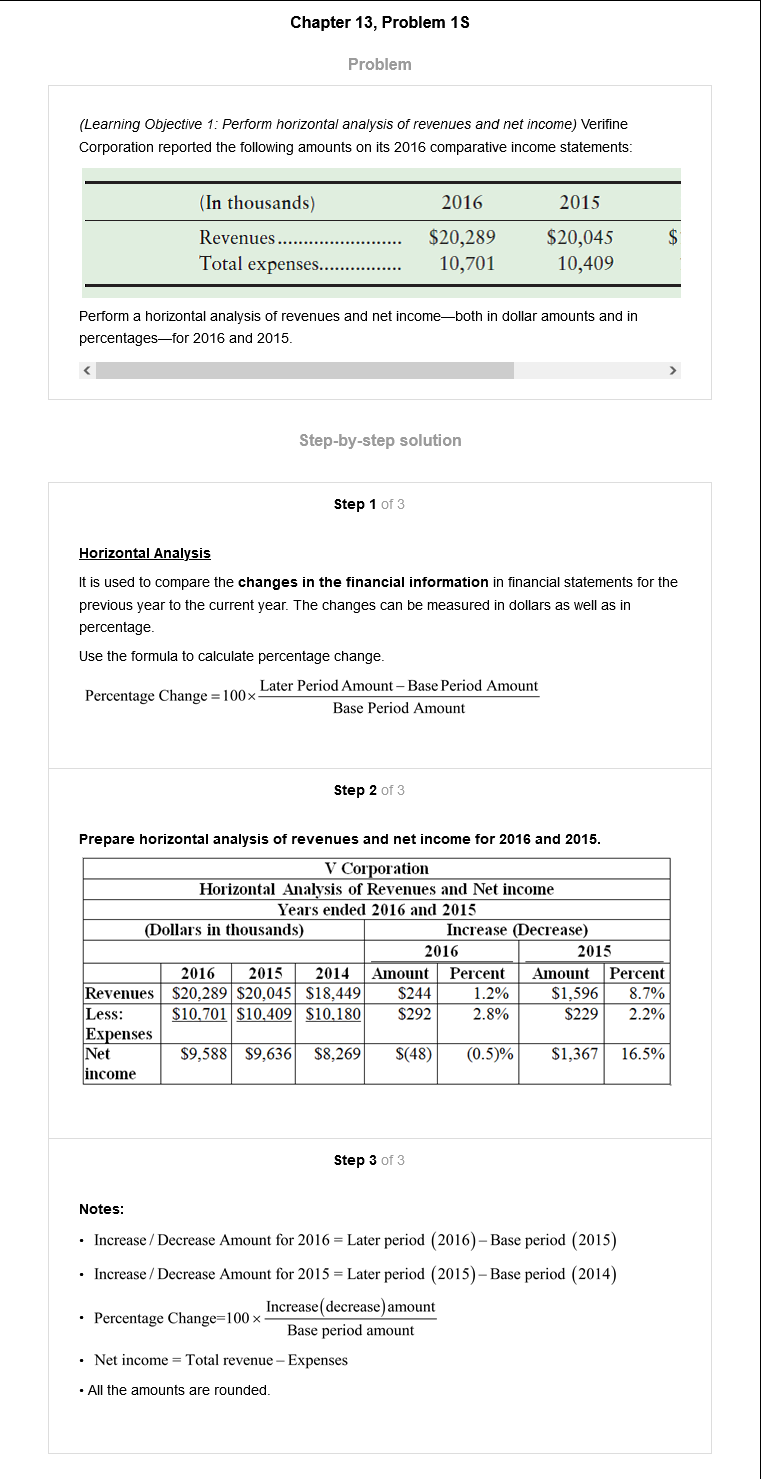 Chapter 13, Problem 1S
Problem
(Learning Objective 1: Perform horizontal analysis of revenues and net income) Verifine
Corporation reported the following amounts on its 2016 comparative income statements:
(In thousands) 2016 2015
Revenues........................ $20,289 $20,045 $
Total expenses................ 10,701 10,409
Perform a horizontal analysis of revenues and net income—both in dollar amounts and in
percentages—for 2016 and 2015.
Step-by-step solution
Step 1 of 3
Horizontal Analysis
It is used to compare the changes in the financial information in financial statements for the
previous year to the current year. The changes can be measured in dollars as well as in
percentage.
Use the formula to calculate percentage change.
Percentage Change = 100 × Later Period Amount – Base Period Amount
Base Period Amount
Step 2 of 3
Prepare horizontal analysis of revenues and net income for 2016 and 2015.
V Corporation
Horizontal Analysis of Revenues and Net income
Years ended 2016 and 2015
(Dollars in thousands) Increase (Decrease)
2016 2015
2016 2015 2014 Amount Percent Amount Percent
Revenues $20,289 $20,045 $18,449 $244 1.2% $1,596 8.7%
Less: $10,701 $10,409 $10,180 $292 2.8% $229 2.2%
Expenses
Net $9,588 $9,636 $8,269 $(48) (0.5)% $1,367 16.5%
income
Step 3 of 3
Notes:
• Increase / Decrease Amount for 2016 = Later period (2016) – Base period (2015)
• Increase / Decrease Amount for 2015 = Later period (2015) – Base period (2014)
• Percentage Change=100 × Increase(decrease)amount
Base period amount
• Net income = Total revenue – Expenses
• All the amounts are rounded.